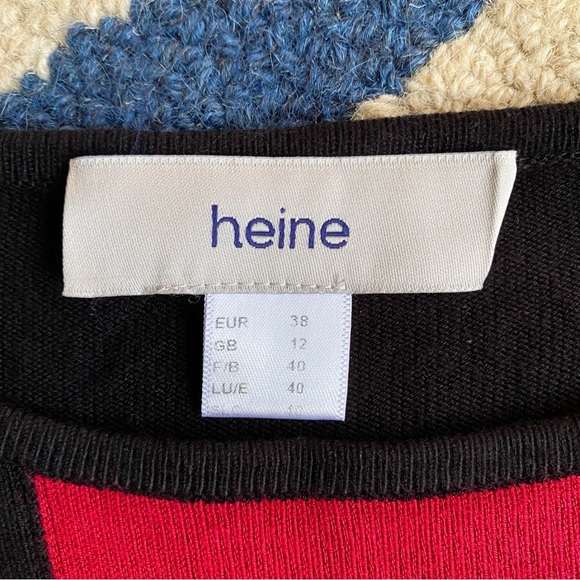 heine
EUR 38
GB 12
F/B 40
LU/E 40